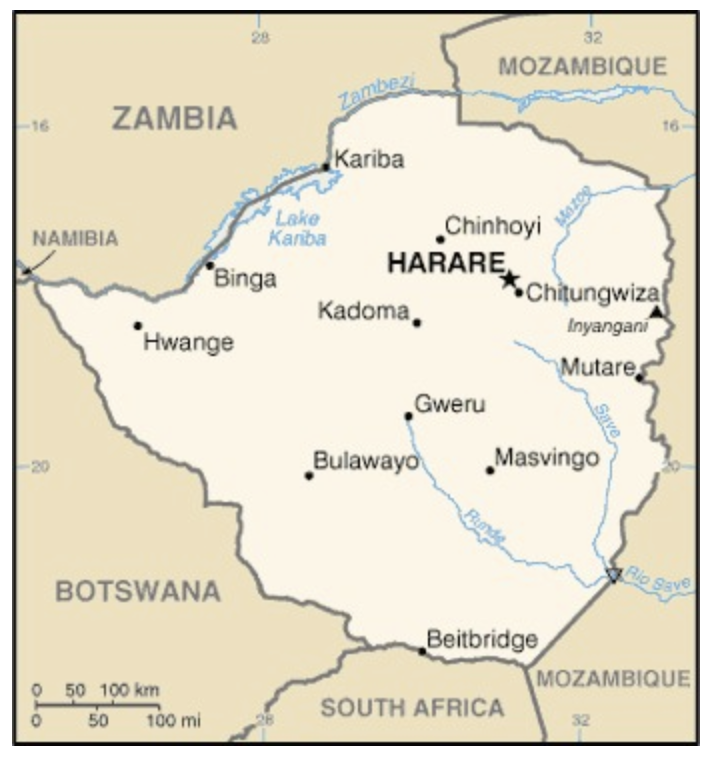 28
32
MOZAMBIQUE
Zambezi
ZAMBIA
16
16
Kariba
Mazoe
Lake
Kariba
Chinhoyi
NAMIBIA
HARARE
Binga
Chitungwiza
Kadoma
Inyangani
Hwange
Mutare
Gweru
Save
Bulawayo
Masvingo
20
20
Runde
Rio Save
BOTSWANA
Beitbridge
MOZAMBIQUE
0 50 100 km
0 50 100 mi
SOUTH AFRICA
28
32